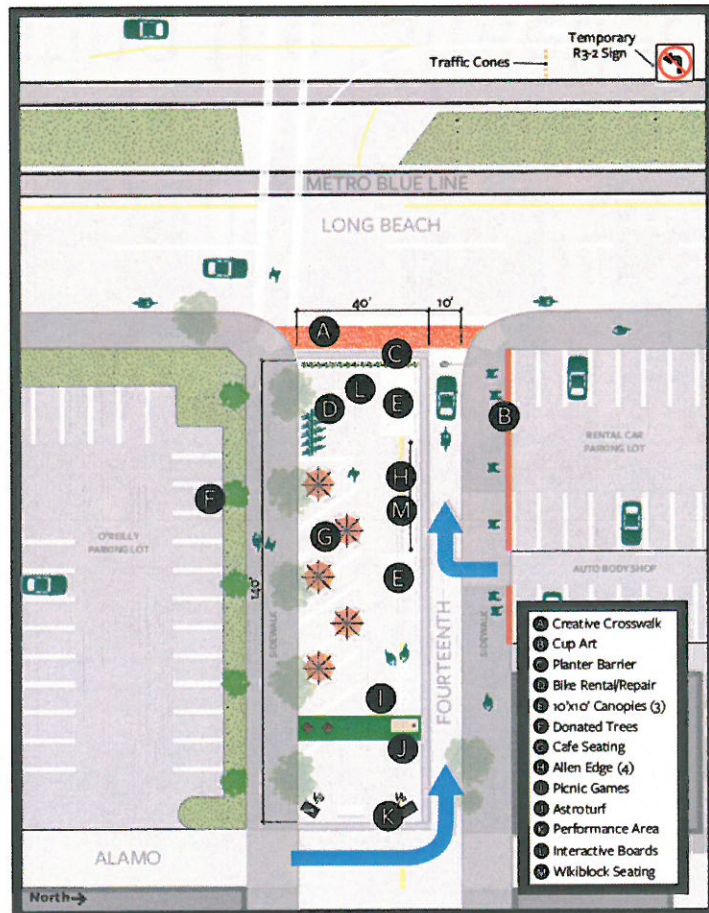 Temporary
R3-2 Sign
Traffic Cones
METRO BLUE LINE
LONG BEACH
40'
10'
A
C
L
D
E
B
RENTAL CAR
PARKING LOT
H
M
F
G
O'REILLY
PARKING LOT
E
AUTO BODY SHOP
140'
SIDEWALK
FOURTEENTH
SIDEWALK
I
J
K
ALAMO
North→
A Creative Crosswalk
B Cup Art
C Planter Barrier
D Bike Rental/Repair
E 10'x10' Canopies (3)
F Donated Trees
G Cafe Seating
H Allen Edge (4)
I Picnic Games
J Astroturf
K Performance Area
L Interactive Boards
M Wikiblock Seating